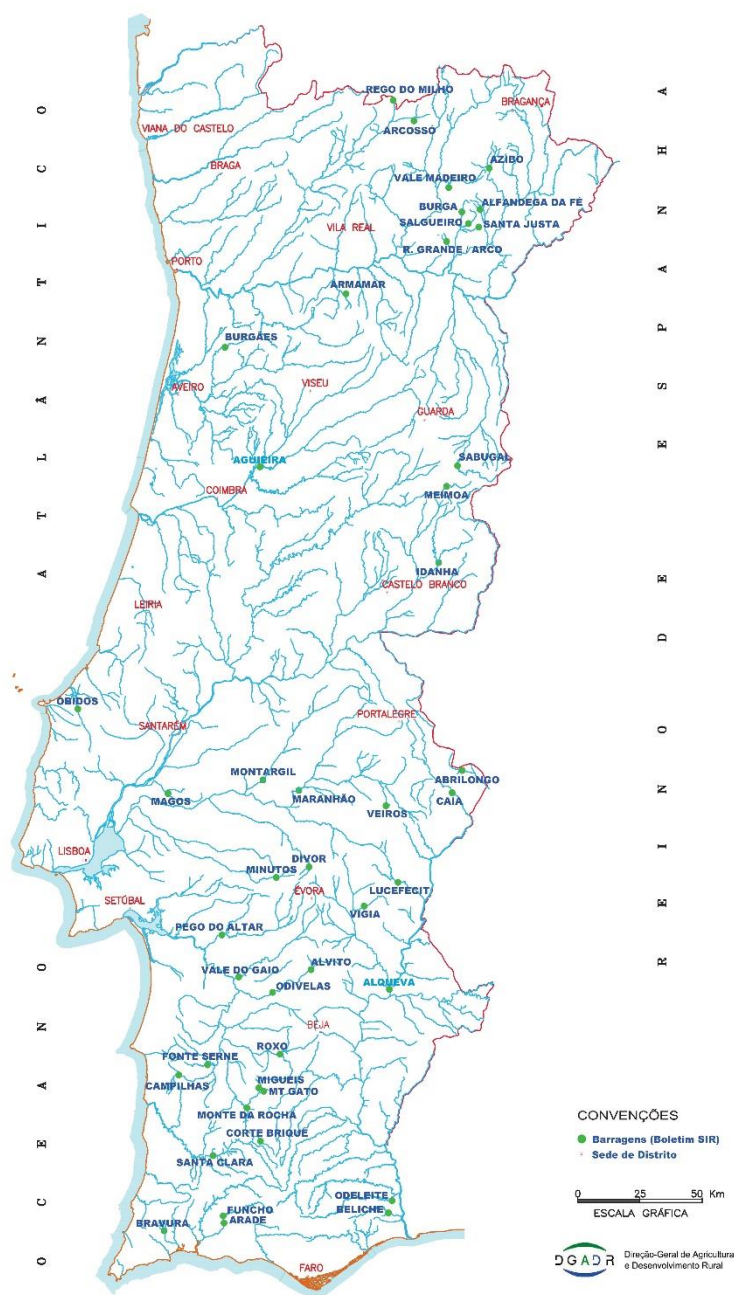 REGO DO MILHO
BRAGANÇA
ARCOSSÓ
VIANA DO CASTELO
BRAGA
AZIBO
VALE MADEIRO
ALFANDEGA DA FÉ
BURGA
SALGUEIRO
SANTA JUSTA
VILA REAL
R. GRANDE / ARCO
PORTO
ARMAMAR
BURGÃES
AVEIRO
VISEU
GUARDA
AGUIEIRA
SABUGAL
COIMBRA
MEIMOA
IDANHA
CASTELO BRANCO
LEIRIA
ÓBIDOS
SANTARÉM
PORTALEGRE
MONTARGIL
ABRILONGO
MAGOS
MARANHÃO
CAIA
VEIROS
LISBOA
DIVOR
MINUTOS
LUCEFECIT
SETÚBAL
ÉVORA
VIGIA
PEGO DO ALTAR
ALVITO
VALE DO GAIO
ODIVELAS
ALQUEVA
BEJA
ROXO
FONTE SERNE
CAMPILHAS
MIGUEIS
MT GATO
MONTE DA ROCHA
CORTE BRIQUE
SANTA CLARA
ODELEITE
BELICHE
FUNCHO
ARADE
BRAVURA
FARO
OCEANO ATLÂNTICO
REINO DE ESPANHA
CONVENÇÕES
Barragens (Boletim SIR)
Sede de Distrito
0 25 50 Km
ESCALA GRÁFICA
DGADR
Direção-Geral de Agricultura
e Desenvolvimento Rural